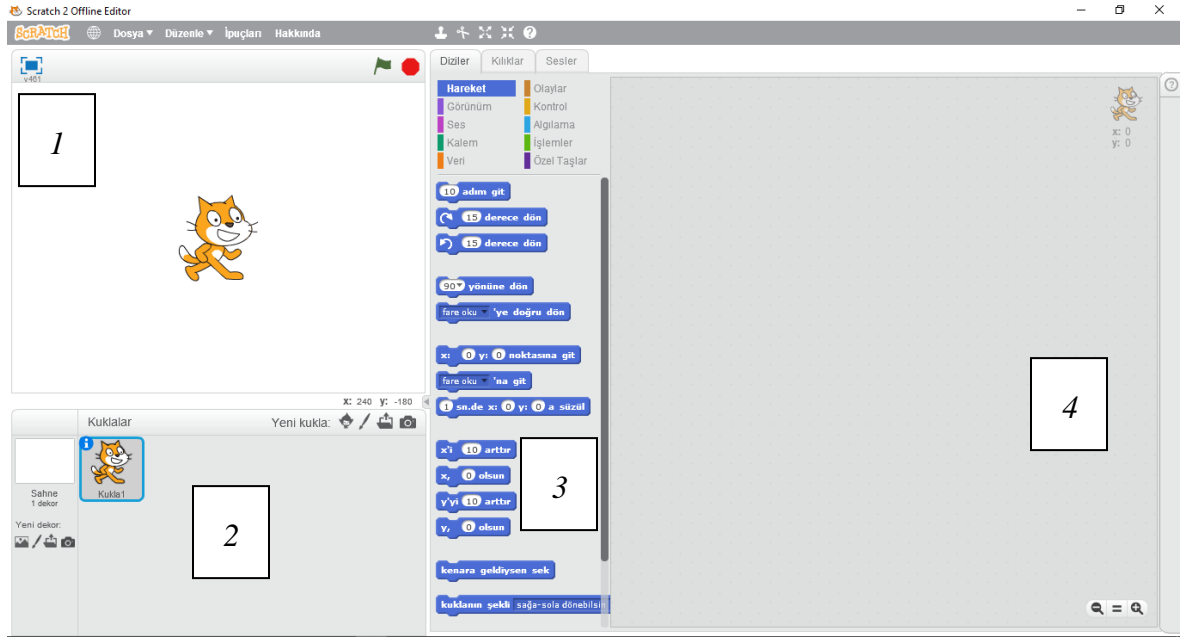 Scratch 2 Offline Editor
SCRATCH Dosya Düzenle İpuçları Hakkında
v461
1
X: 240 y: -180
Kuklalar Yeni kukla:
Sahne
1 dekor
Kukla1
Yeni dekor:
2
Diziler Kılıklar Sesler
Hareket Olaylar
Görünüm Kontrol
Ses Algılama
Kalem İşlemler
Veri Özel Taşlar
10 adım git
15 derece dön
15 derece dön
90 yönüne dön
fare oku 'ye doğru dön
x: 0 y: 0 noktasına git
fare oku 'na git
1 sn.de x: 0 y: 0 a süzül
x'i 10 arttır
x, 0 olsun
y'yi 10 arttır
y, 0 olsun
kenara geldiysen sek
kuklanın şekli sağa-sola dönebilsin
3
x: 0
y: 0
4